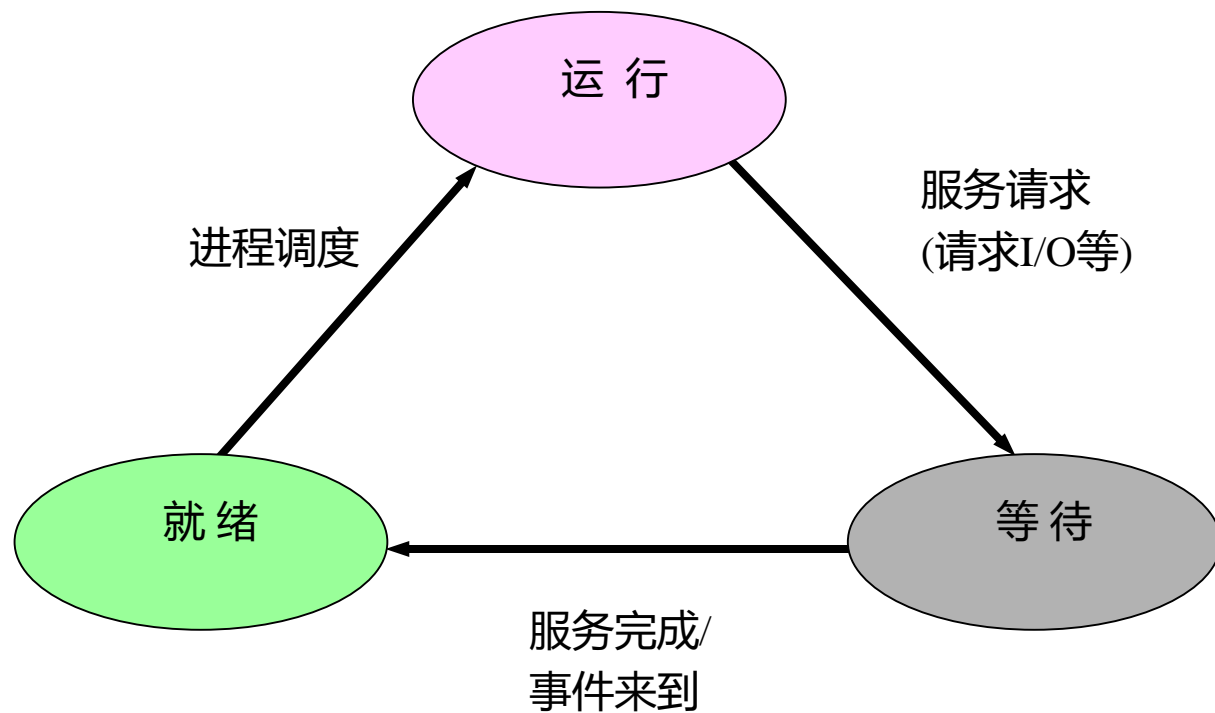 运 行
服务请求
(请求I/O等)
进程调度
就 绪
等 待
服务完成/
事件来到